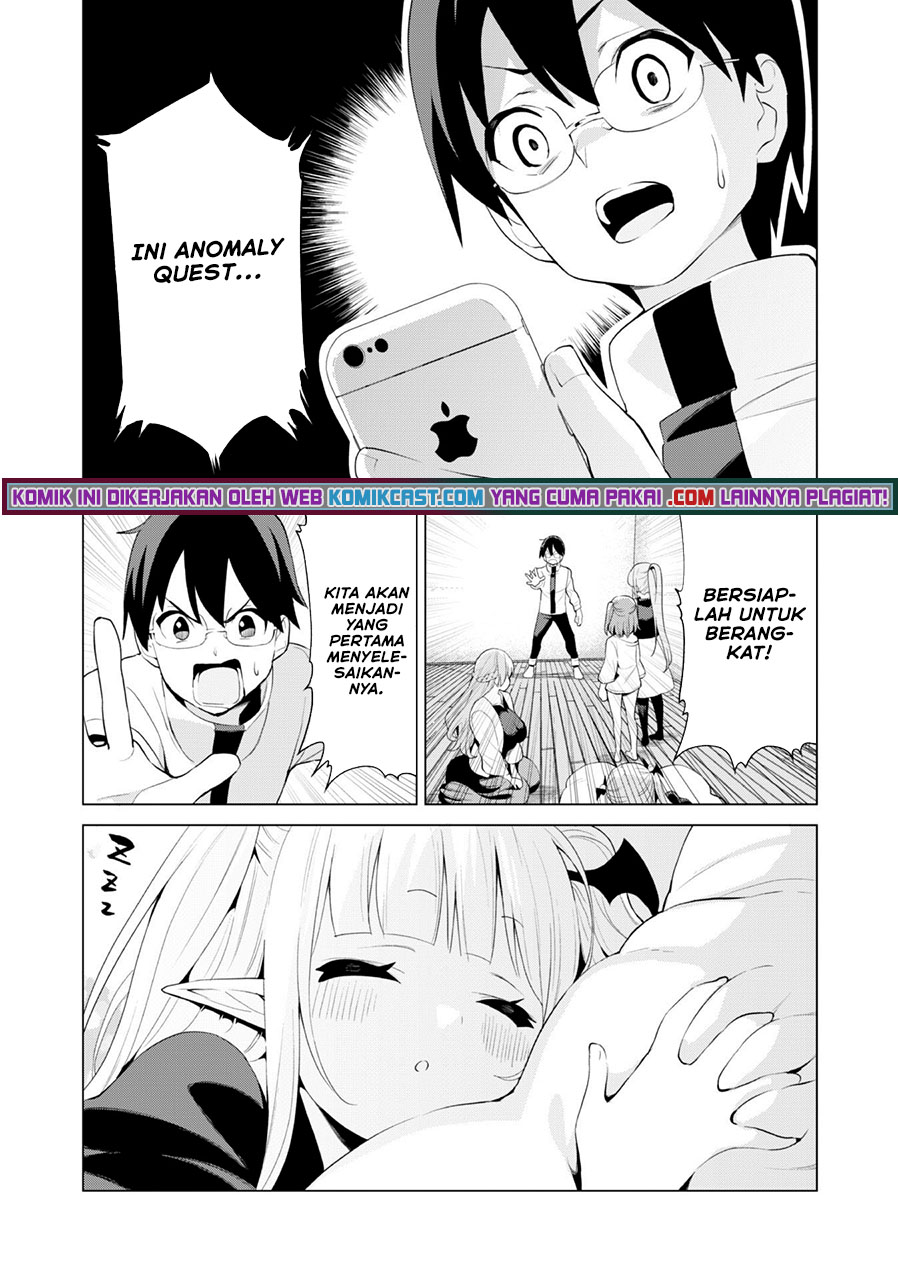 INI ANOMALY
QUEST...
KOMIK INI DIKERJAKAN OLEH WEB KOMIKCAST.COM YANG CUMA PAKAI .COM LAINNYA PLAGIAT!
BERSIAP-
LAH UNTUK
BERANG-
KAT!
KITA AKAN
MENJADI
YANG
PERTAMA
MENYELE-
SAIKAN-
NYA.
ZZZZ